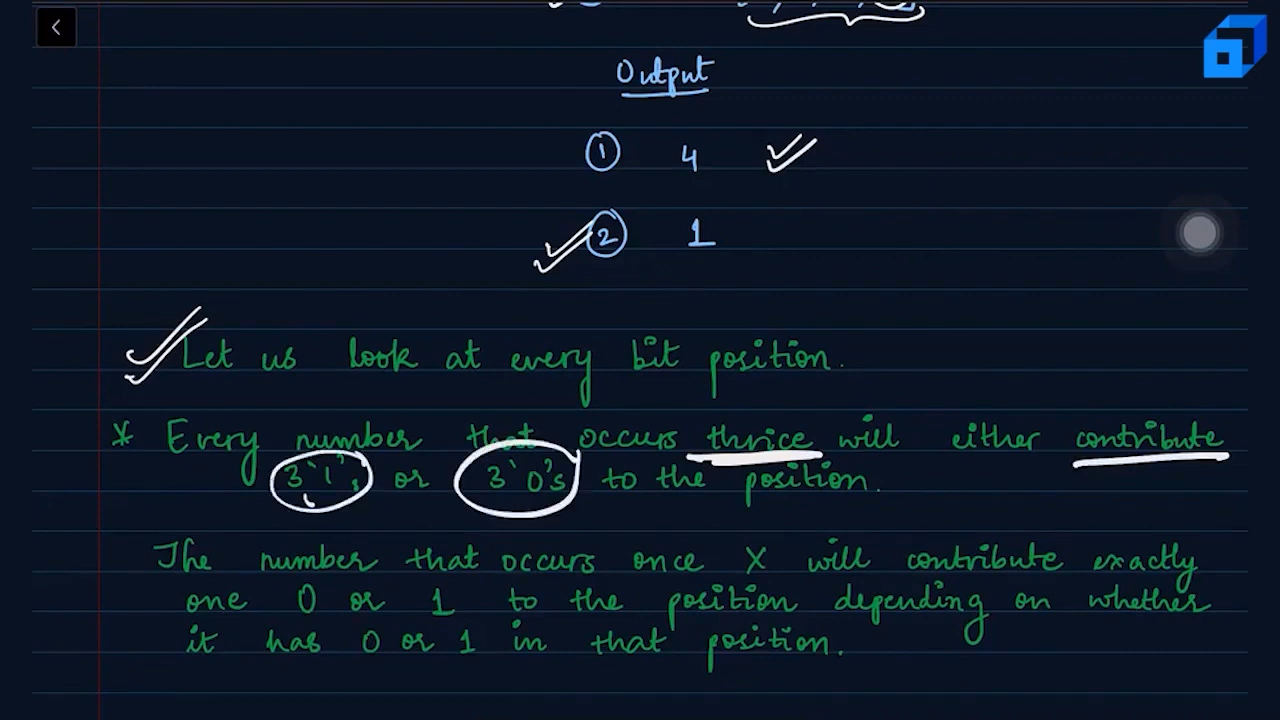 Output
1 4
2 1
Let us look at every bit position.
* Every number that occurs thrice will either contribute
3 '1's or 3 '0's to the position.
The number that occurs once X will contribute exactly
one 0 or 1 to the position depending on whether
it has 0 or 1 in that position.